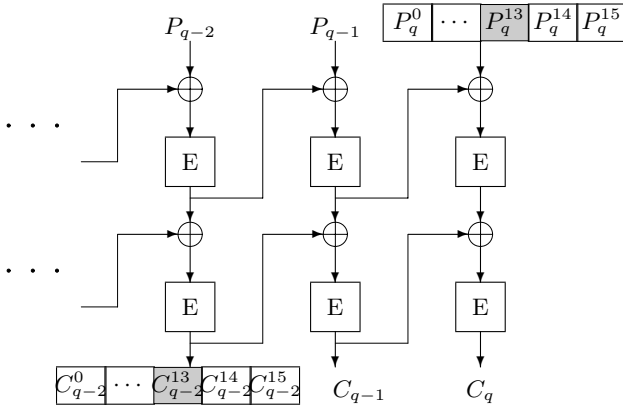 P_{q−2} P_{q−1} P_q^0 ··· P_q^{13} P_q^{14} P_q^{15}
· · ·
E E E
· · ·
E E E
C_{q−2}^0 ··· C_{q−2}^{13} C_{q−2}^{14} C_{q−2}^{15} C_{q−1} C_q